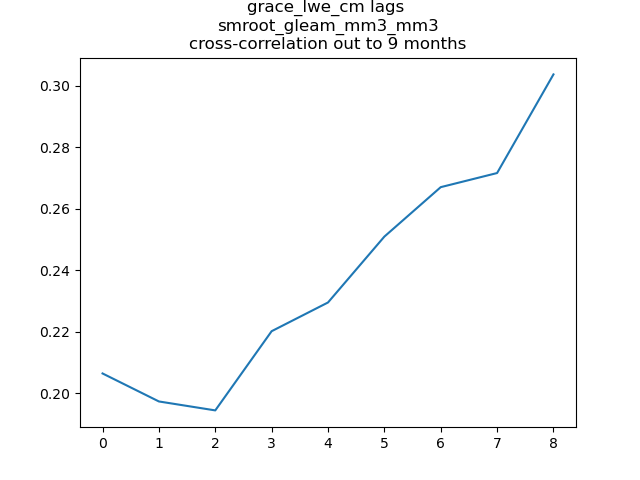 grace_lwe_cm lags
smroot_gleam_mm3_mm3
cross-correlation out to 9 months
0.30
0.28
0.26
0.24
0.22
0.20
0 1 2 3 4 5 6 7 8